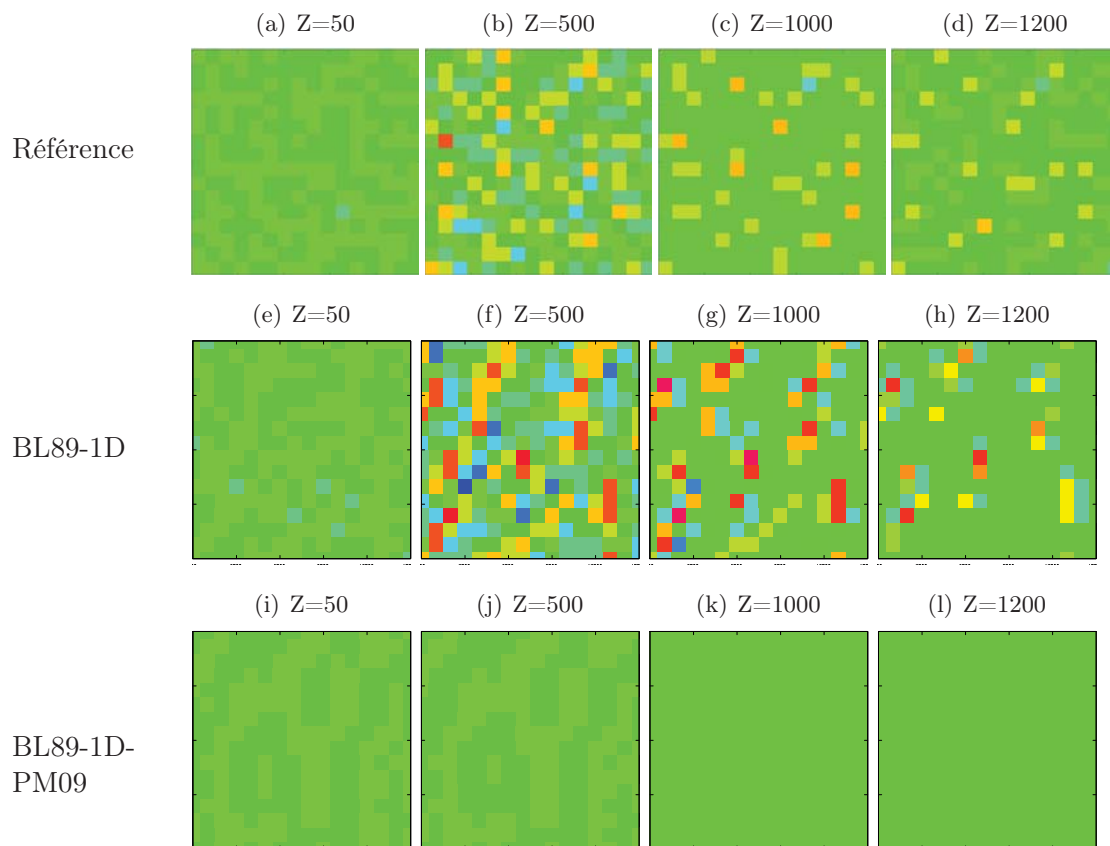 (a) Z=50
(b) Z=500
(c) Z=1000
(d) Z=1200
Référence
(e) Z=50
(f) Z=500
(g) Z=1000
(h) Z=1200
BL89-1D
(i) Z=50
(j) Z=500
(k) Z=1000
(l) Z=1200
BL89-1D-
PM09